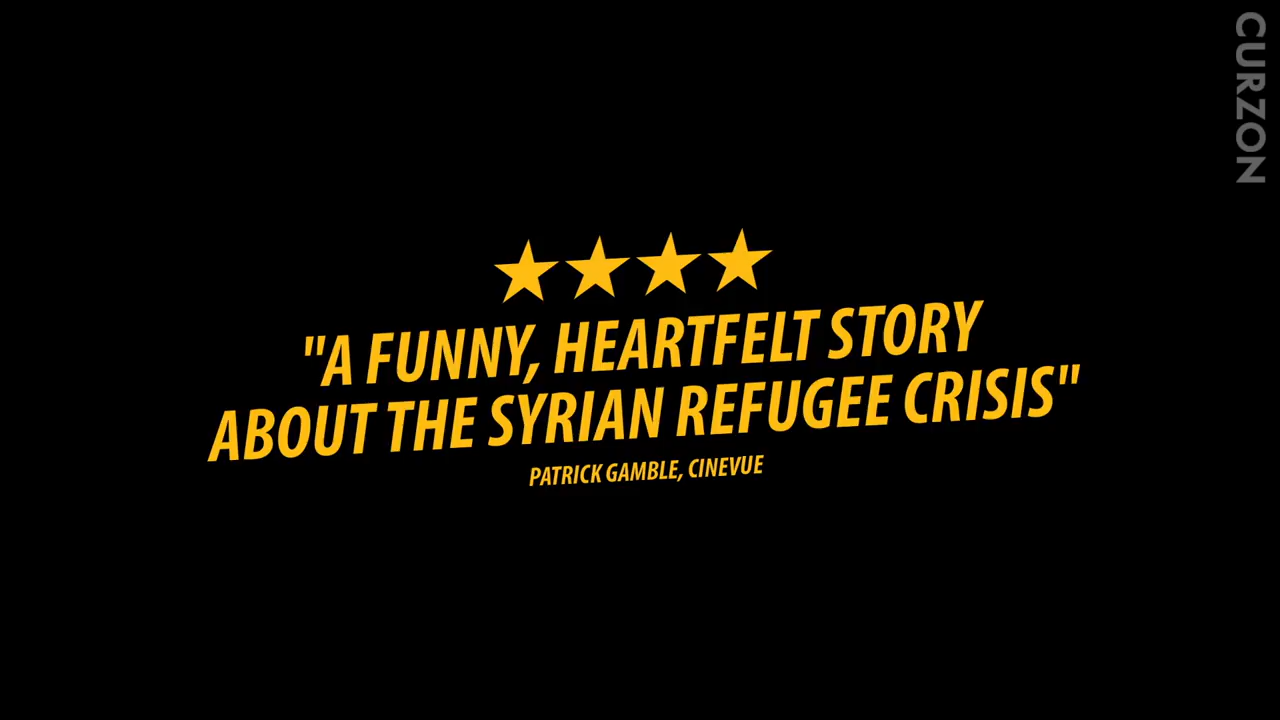 "A FUNNY, HEARTFELT STORY
ABOUT THE SYRIAN REFUGEE CRISIS"
PATRICK GAMBLE, CINEVUE
CURZON